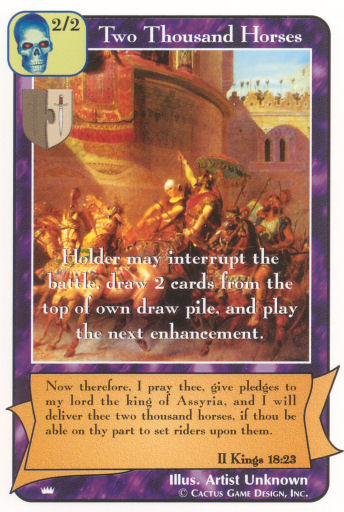 2/2 Two Thousand Horses
Holder may interrupt the
battle, draw 2 cards from the
top of own draw pile, and play
the next enhancement.
Now therefore, I pray thee, give pledges to
my lord the king of Assyria, and I will
deliver thee two thousand horses, if thou be
able on thy part to set riders upon them.
II Kings 18:23
Illus. Artist Unknown
© Cactus Game Design, Inc.